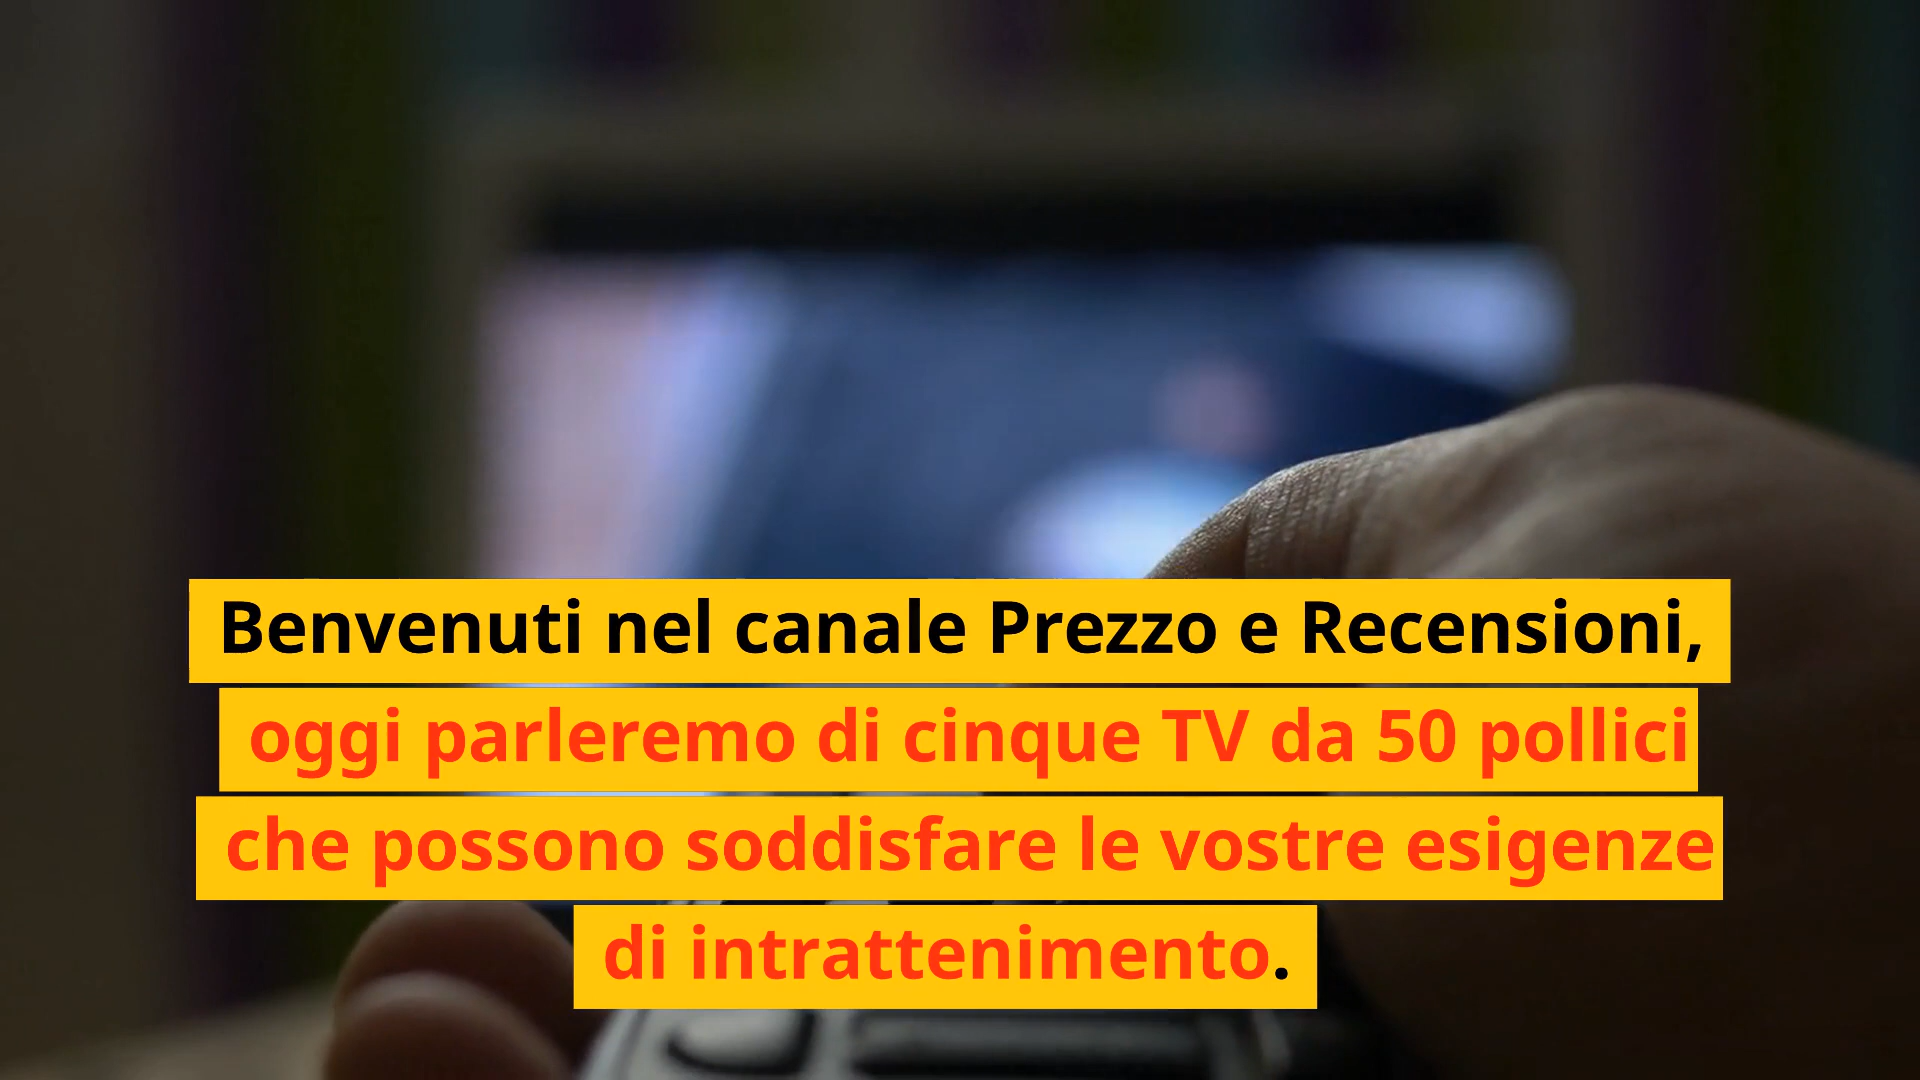 Benvenuti nel canale Prezzo e Recensioni,
oggi parleremo di cinque TV da 50 pollici
che possono soddisfare le vostre esigenze
di intrattenimento.